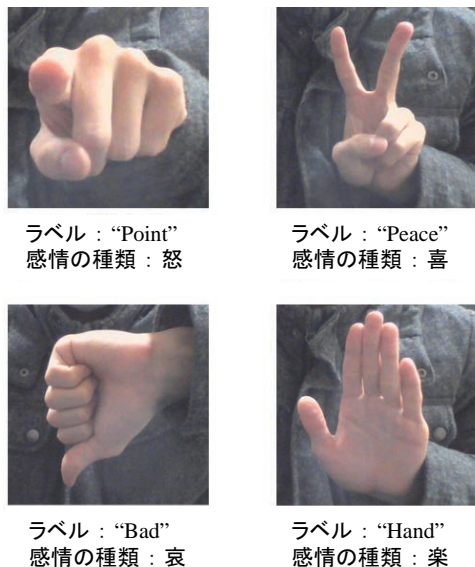 ラベル : “Point”
感情の種類 : 怒
ラベル : “Peace”
感情の種類 : 喜
ラベル : “Bad”
感情の種類 : 哀
ラベル : “Hand”
感情の種類 : 楽